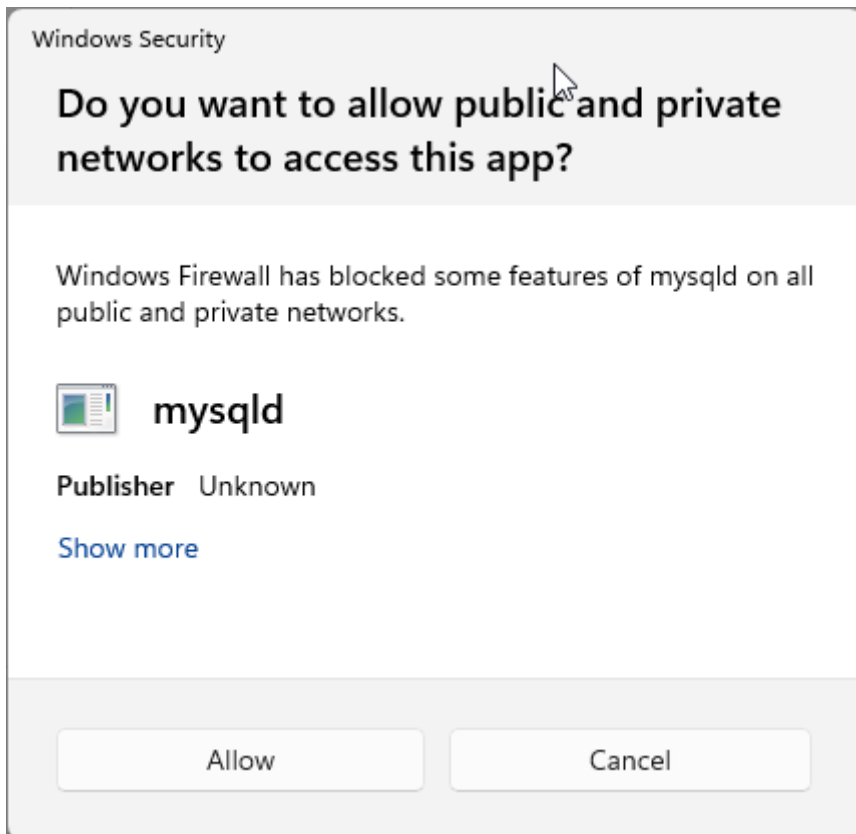 Windows Security
Do you want to allow public and private
networks to access this app?
Windows Firewall has blocked some features of mysqld on all
public and private networks.
mysqld
Publisher Unknown
Show more
Allow
Cancel